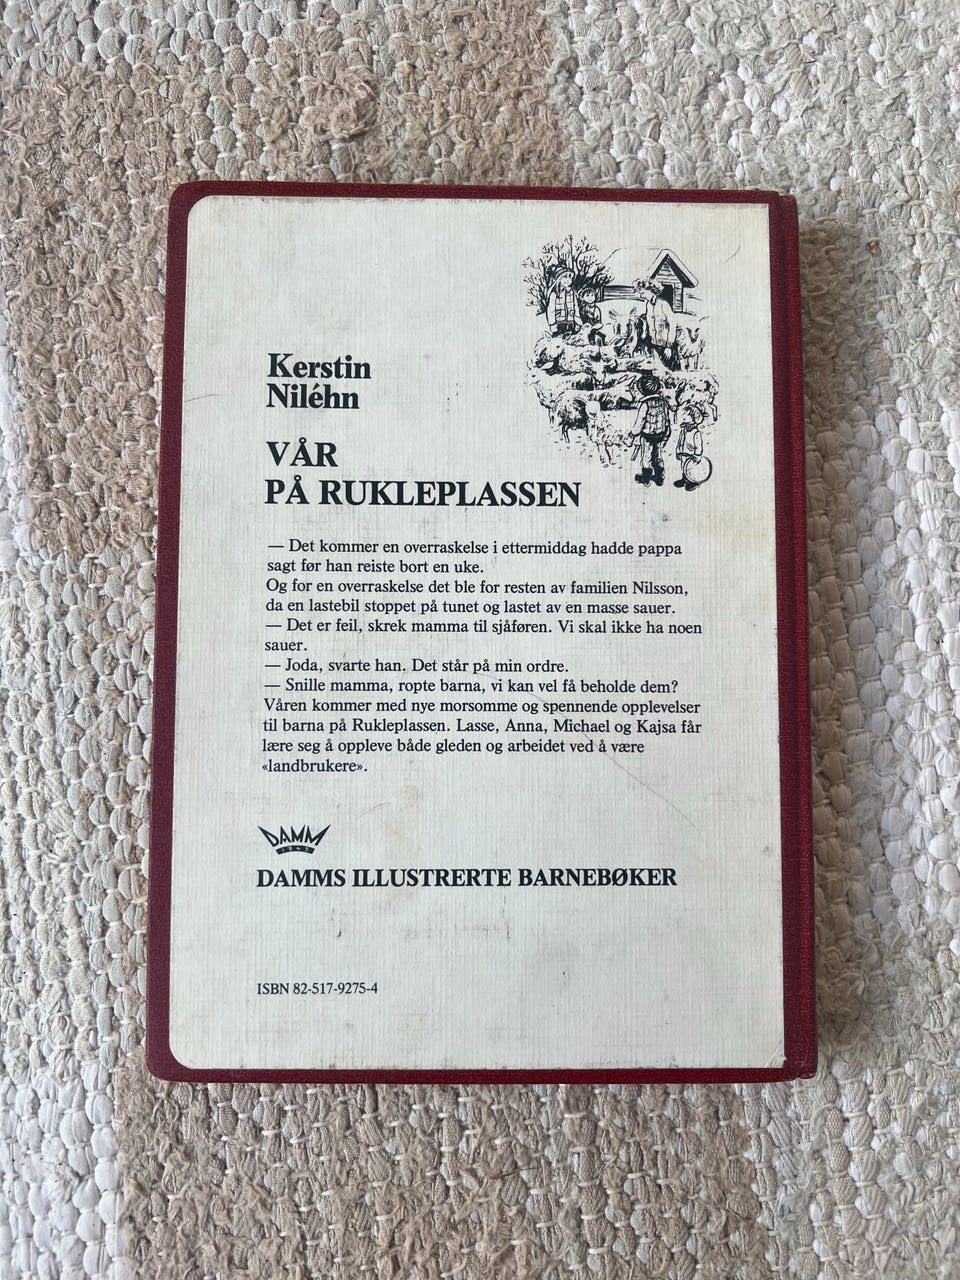 Kerstin
Niléhn
VÅR
PÅ RUKLEPLASSEN
— Det kommer en overraskelse i ettermiddag hadde pappa
sagt før han reiste bort en uke.
Og for en overraskelse det ble for resten av familien Nilsson,
da en lastebil stoppet på tunet og lastet av en masse sauer.
— Det er feil, skrek mamma til sjåføren. Vi skal ikke ha noen
sauer.
— Joda, svarte han. Det står på min ordre.
— Snille mamma, ropte barna, vi kan vel få beholde dem?
Våren kommer med nye morsomme og spennende opplevelser
til barna på Rukleplassen. Lasse, Anna, Michael og Kajsa får
lære seg å oppleve både gleden og arbeidet ved å være
«landbrukere».
DAMM
1843
DAMMS ILLUSTRERTE BARNEBØKER
ISBN 82-517-9275-4